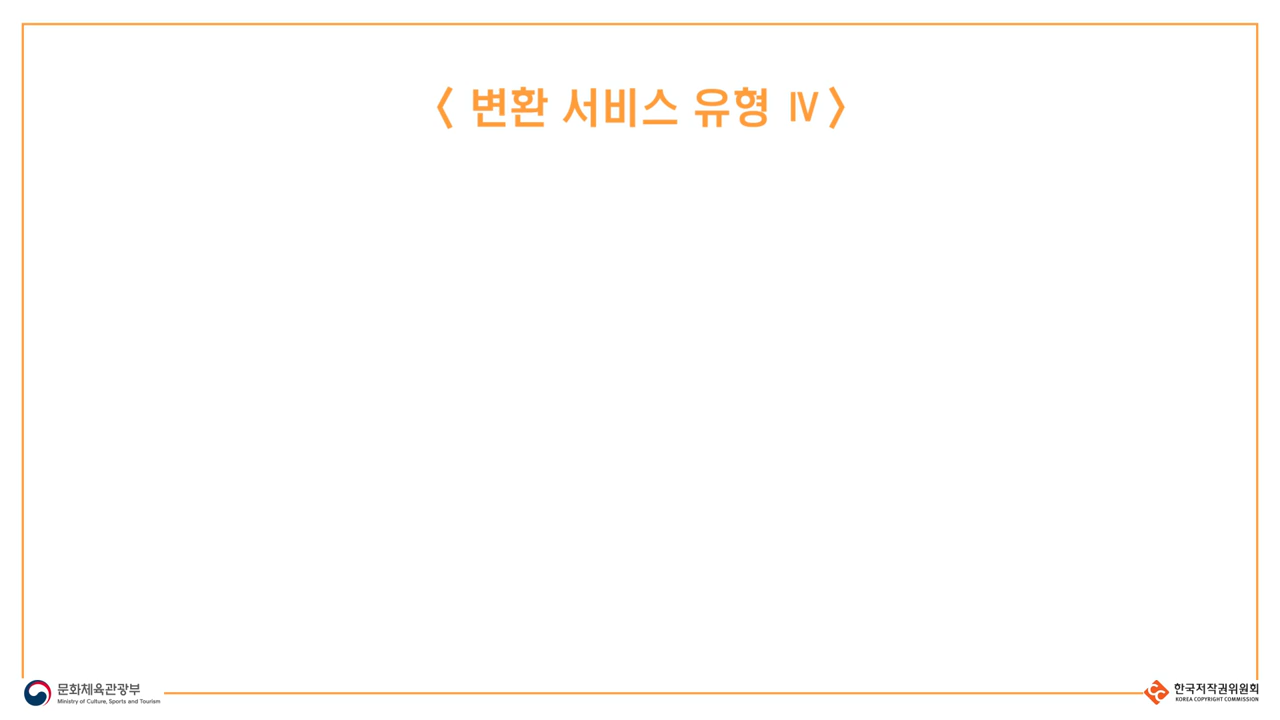 〈 변환 서비스 유형 Ⅳ 〉
문화체육관광부
Ministry of Culture, Sports and Tourism
한국저작권위원회
KOREA COPYRIGHT COMMISSION